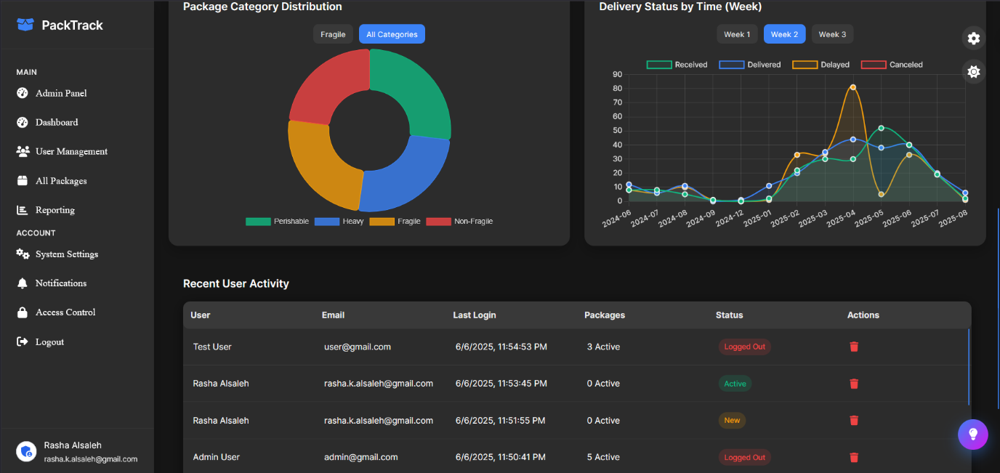 PackTrack
MAIN
Admin Panel
Dashboard
User Management
All Packages
Reporting
ACCOUNT
System Settings
Notifications
Access Control
Logout
Rasha Alsaleh
rasha.k.alsaleh@gmail.com
Package Category Distribution
Fragile All Categories
Perishable Heavy Fragile Non-Fragile
Delivery Status by Time (Week)
Week 1 Week 2 Week 3
Received Delivered Delayed Canceled
90
80
70
60
50
40
30
20
10
0
2024-06 2024-07 2024-08 2024-09 2024-12 2025-01 2025-02 2025-03 2025-04 2025-05 2025-06 2025-07 2025-08
Recent User Activity
User Email Last Login Packages Status Actions
Test User user@gmail.com 6/6/2025, 11:54:53 PM 3 Active Logged Out
Rasha Alsaleh rasha.k.alsaleh@gmail.com 6/6/2025, 11:53:45 PM 0 Active Active
Rasha Alsaleh rasha.k.alsaleh@gmail.com 6/6/2025, 11:51:55 PM 0 Active New
Admin User admin@gmail.com 6/6/2025, 11:50:41 PM 5 Active Logged Out